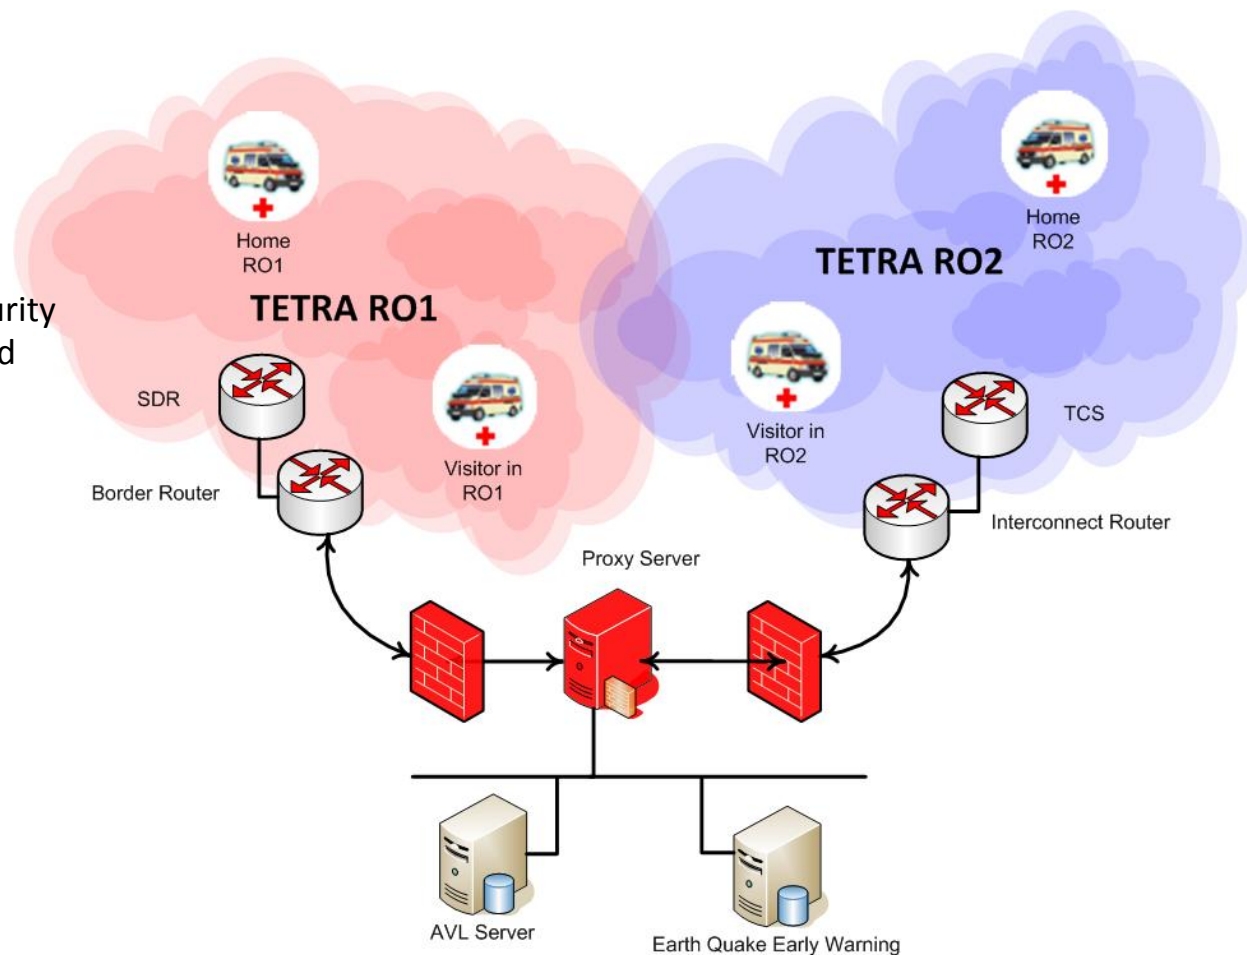 Home
RO2
Home
RO1
TETRA RO2
TETRA RO1
urity
d
SDR
Visitor in
RO2
TCS
Visitor in
RO1
Border Router
Interconnect Router
Proxy Server
AVL Server
Earth Quake Early Warning